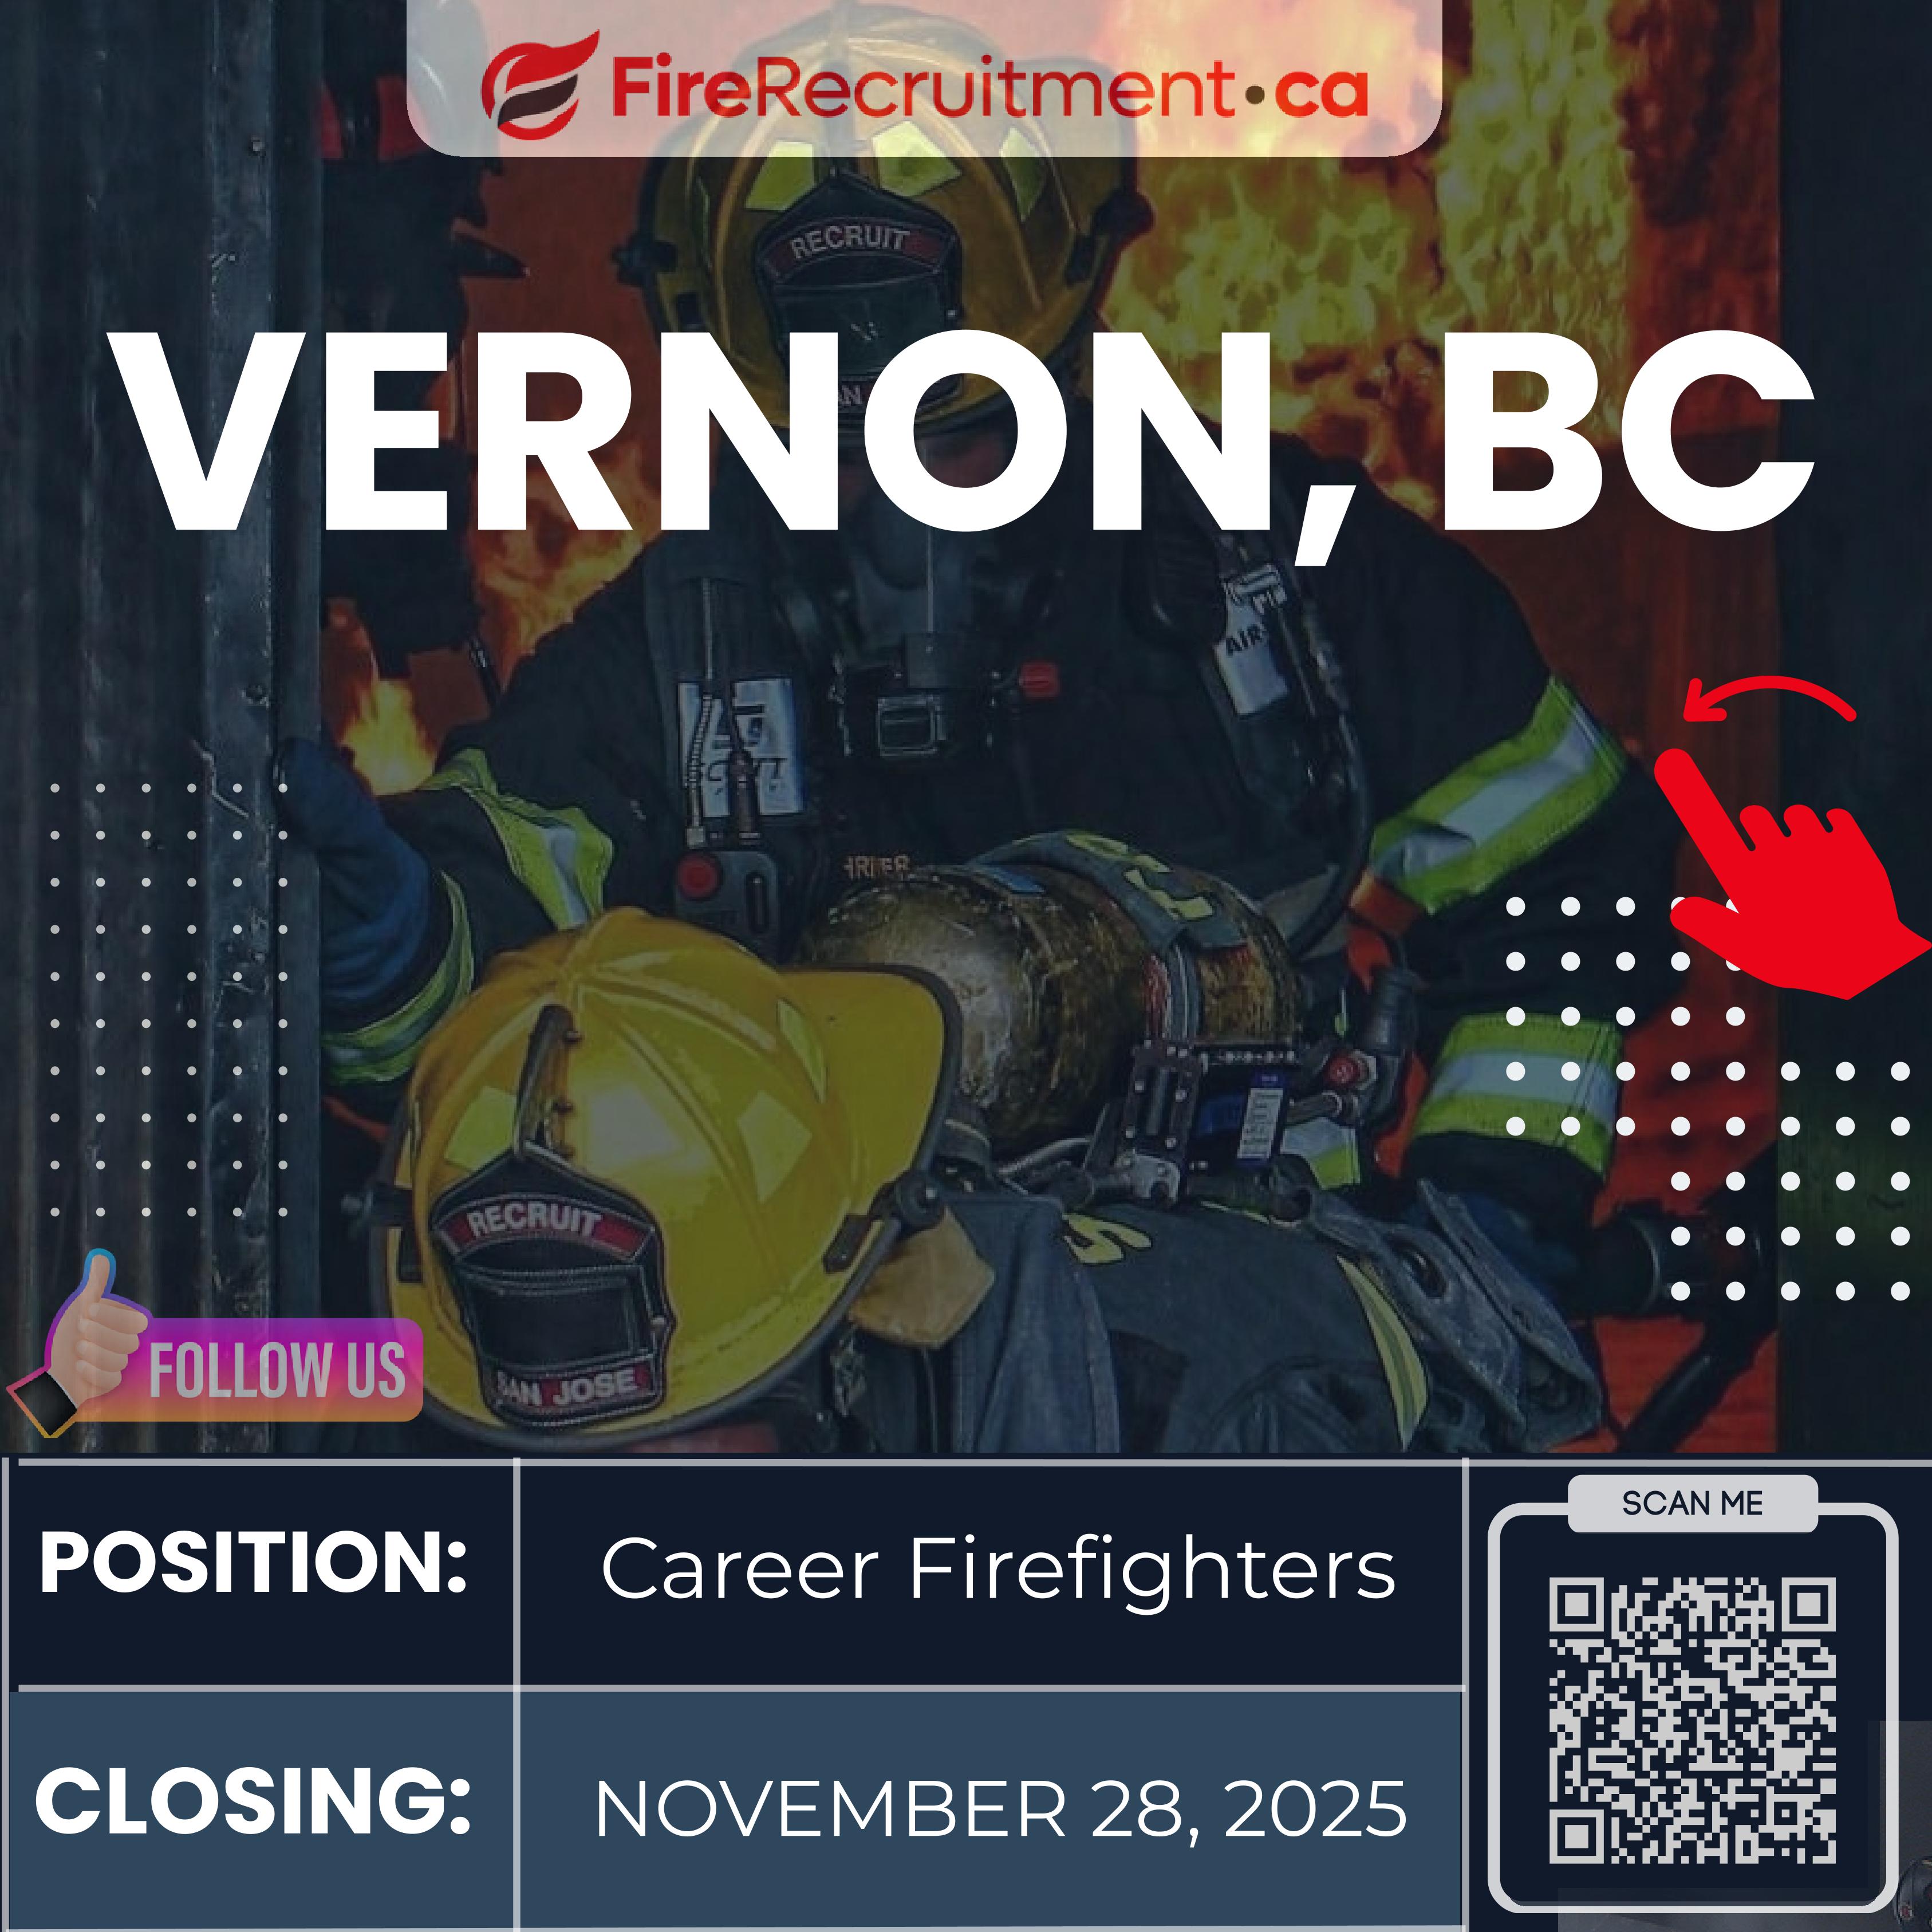 FireRecruitment.ca
RECRUIT
VERNON, BC
AIR
RECRUIT
SAN JOSE
FOLLOW US
POSITION:
Career Firefighters
SCAN ME
CLOSING:
NOVEMBER 28, 2025